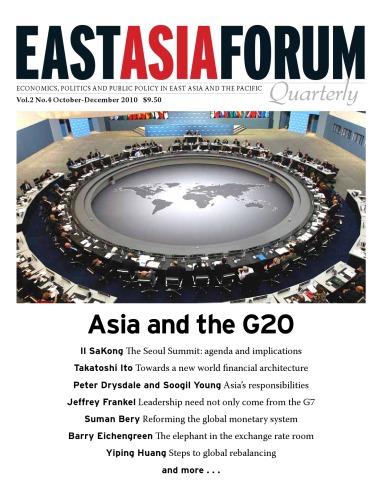 EASTASIAFORUM
ECONOMICS, POLITICS AND PUBLIC POLICY IN EAST ASIA AND THE PACIFIC
Quarterly
Vol.2 No.4 October-December 2010 $9.50
Asia and the G20
Il SaKong The Seoul Summit: agenda and implications
Takatoshi Ito Towards a new world financial architecture
Peter Drysdale and Soogil Young Asia's responsibilities
Jeffrey Frankel Leadership need not only come from the G7
Suman Bery Reforming the global monetary system
Barry Eichengreen The elephant in the exchange rate room
Yiping Huang Steps to global rebalancing
and more . . .